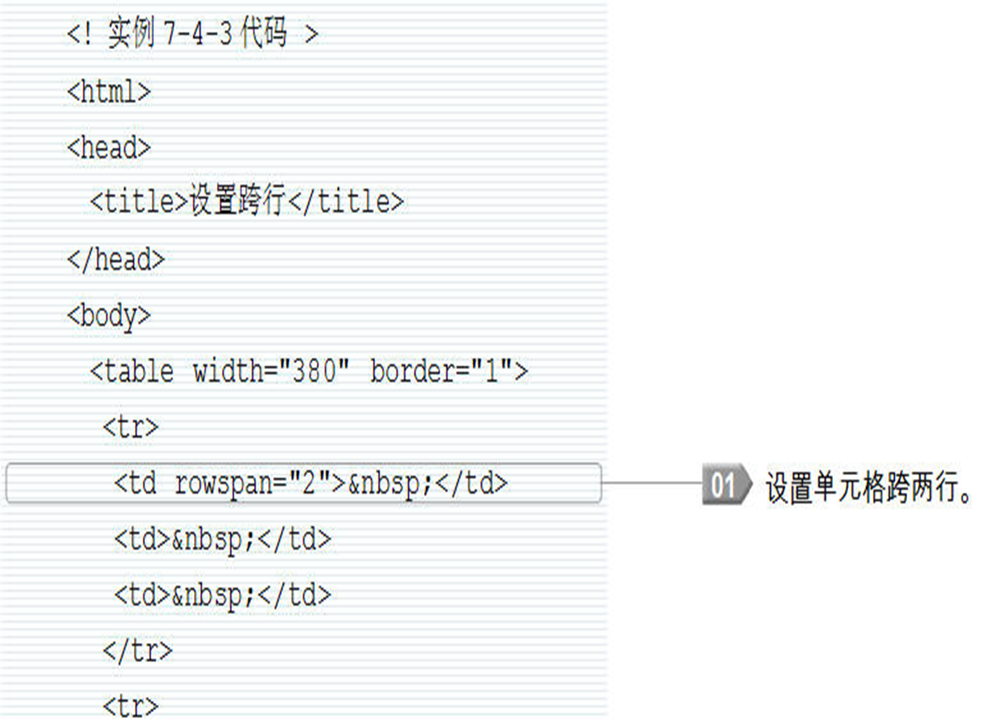 <! 实例 7-4-3 代码 >
<html>
<head>
<title>设置跨行</title>
</head>
<body>
<table width="380" border="1">
<tr>
<td rowspan="2">&nbsp;</td>
01 设置单元格跨两行。
<td>&nbsp;</td>
<td>&nbsp;</td>
</tr>
<tr>